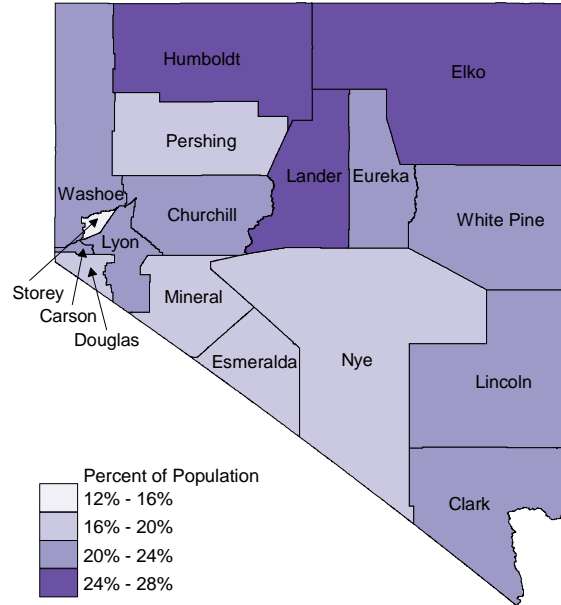 Humboldt
Elko
Pershing
Lander
Eureka
Washoe
Churchill
White Pine
Lyon
Storey
Mineral
Carson
Douglas
Esmeralda
Nye
Lincoln
Percent of Population
12% - 16%
16% - 20%
20% - 24%
24% - 28%
Clark